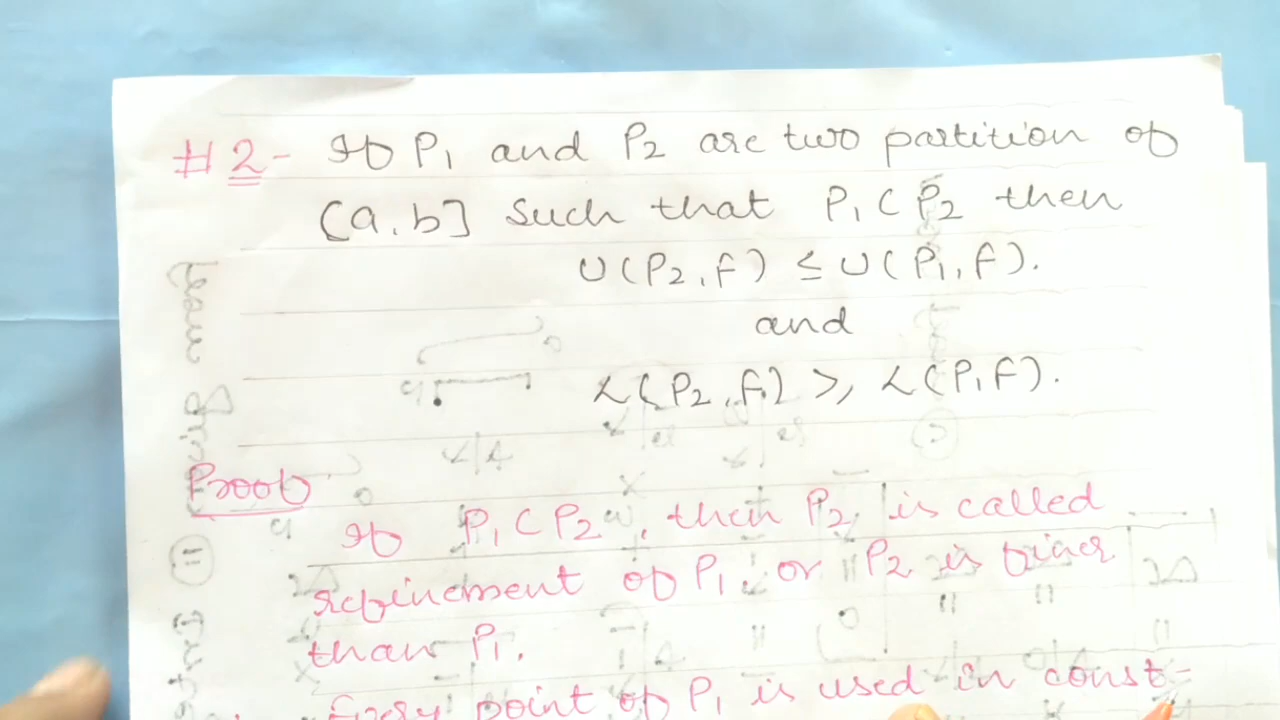 #2- If P1 and P2 are two partition of
[a,b] such that P1 ⊂ P2 then
U(P2,f) ≤ U(P1,f).
and
L(P2,f) ≥, L(P1f).
Proof
If P1 ⊂ P2, then P2 is called
refinement of P1, or P2 is finer
than P1.
Every point of P1 is used in const-